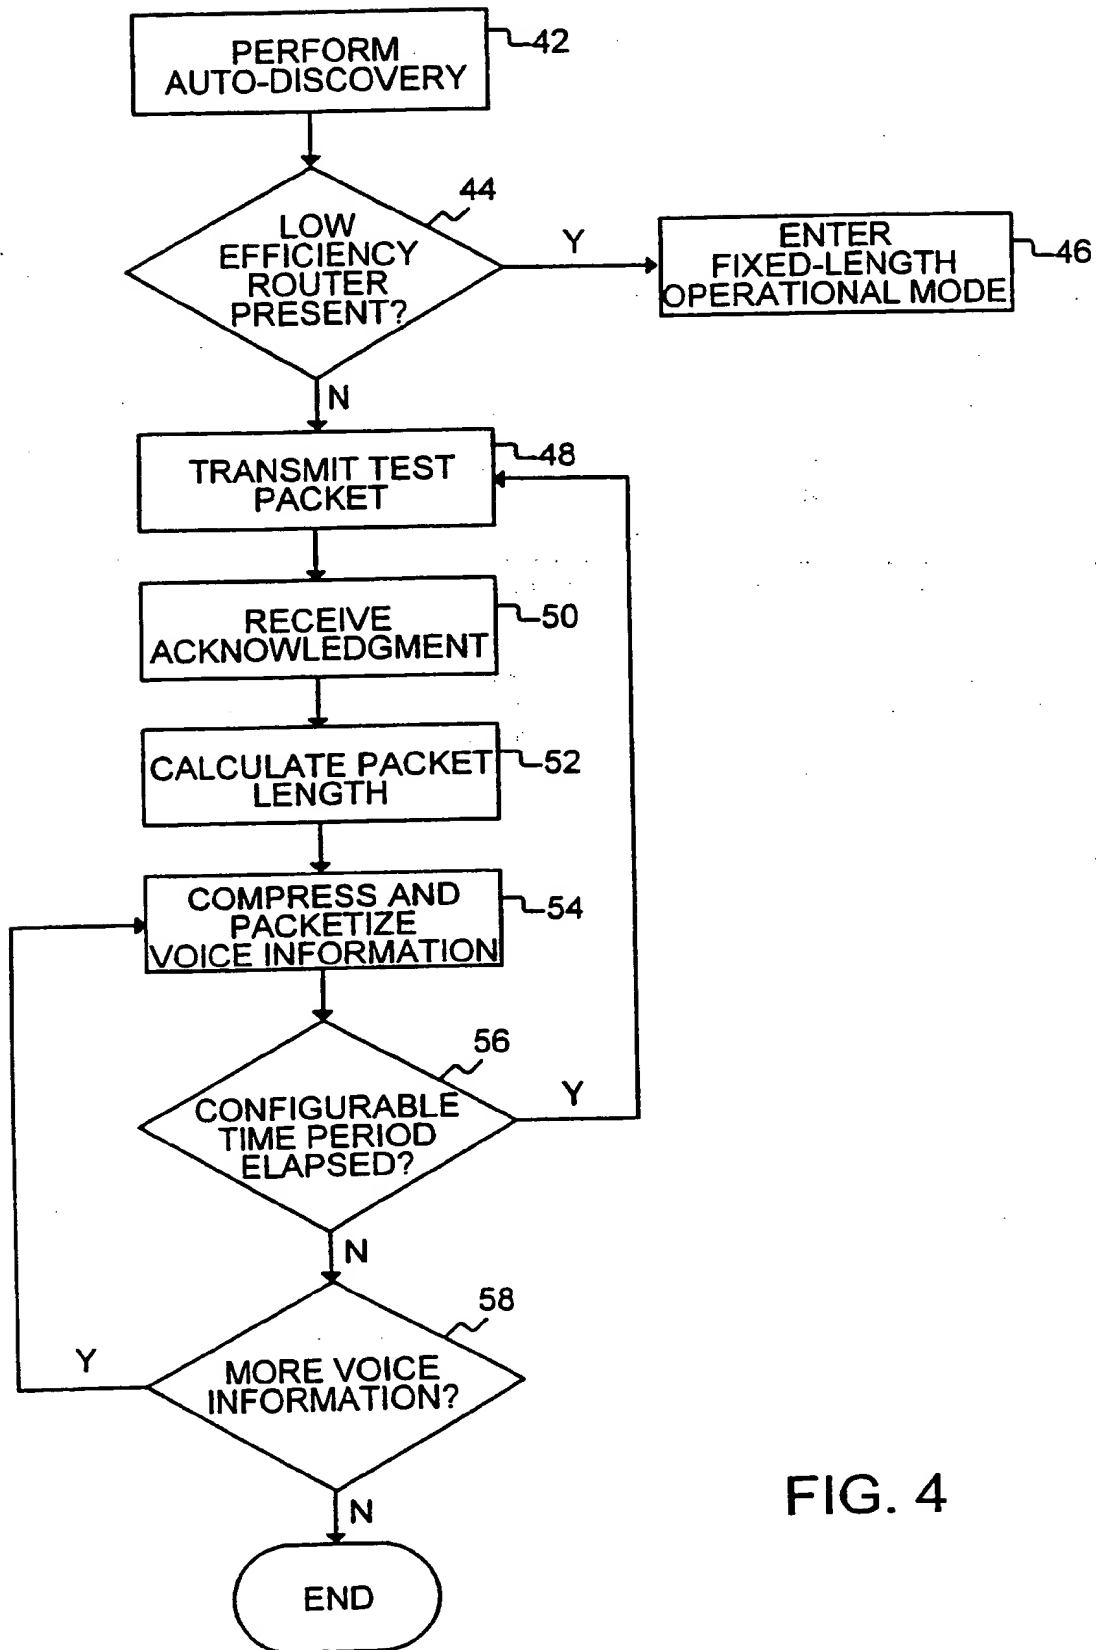 PERFORM
AUTO-DISCOVERY
42
44
LOW
EFFICIENCY
ROUTER
PRESENT?
Y
ENTER
FIXED-LENGTH
OPERATIONAL MODE
46
N
TRANSMIT TEST
PACKET
48
RECEIVE
ACKNOWLEDGMENT
50
CALCULATE PACKET
LENGTH
52
COMPRESS AND
PACKETIZE
VOICE INFORMATION
54
56
CONFIGURABLE
TIME PERIOD
ELAPSED?
Y
N
58
MORE VOICE
INFORMATION?
Y
N
END
FIG. 4